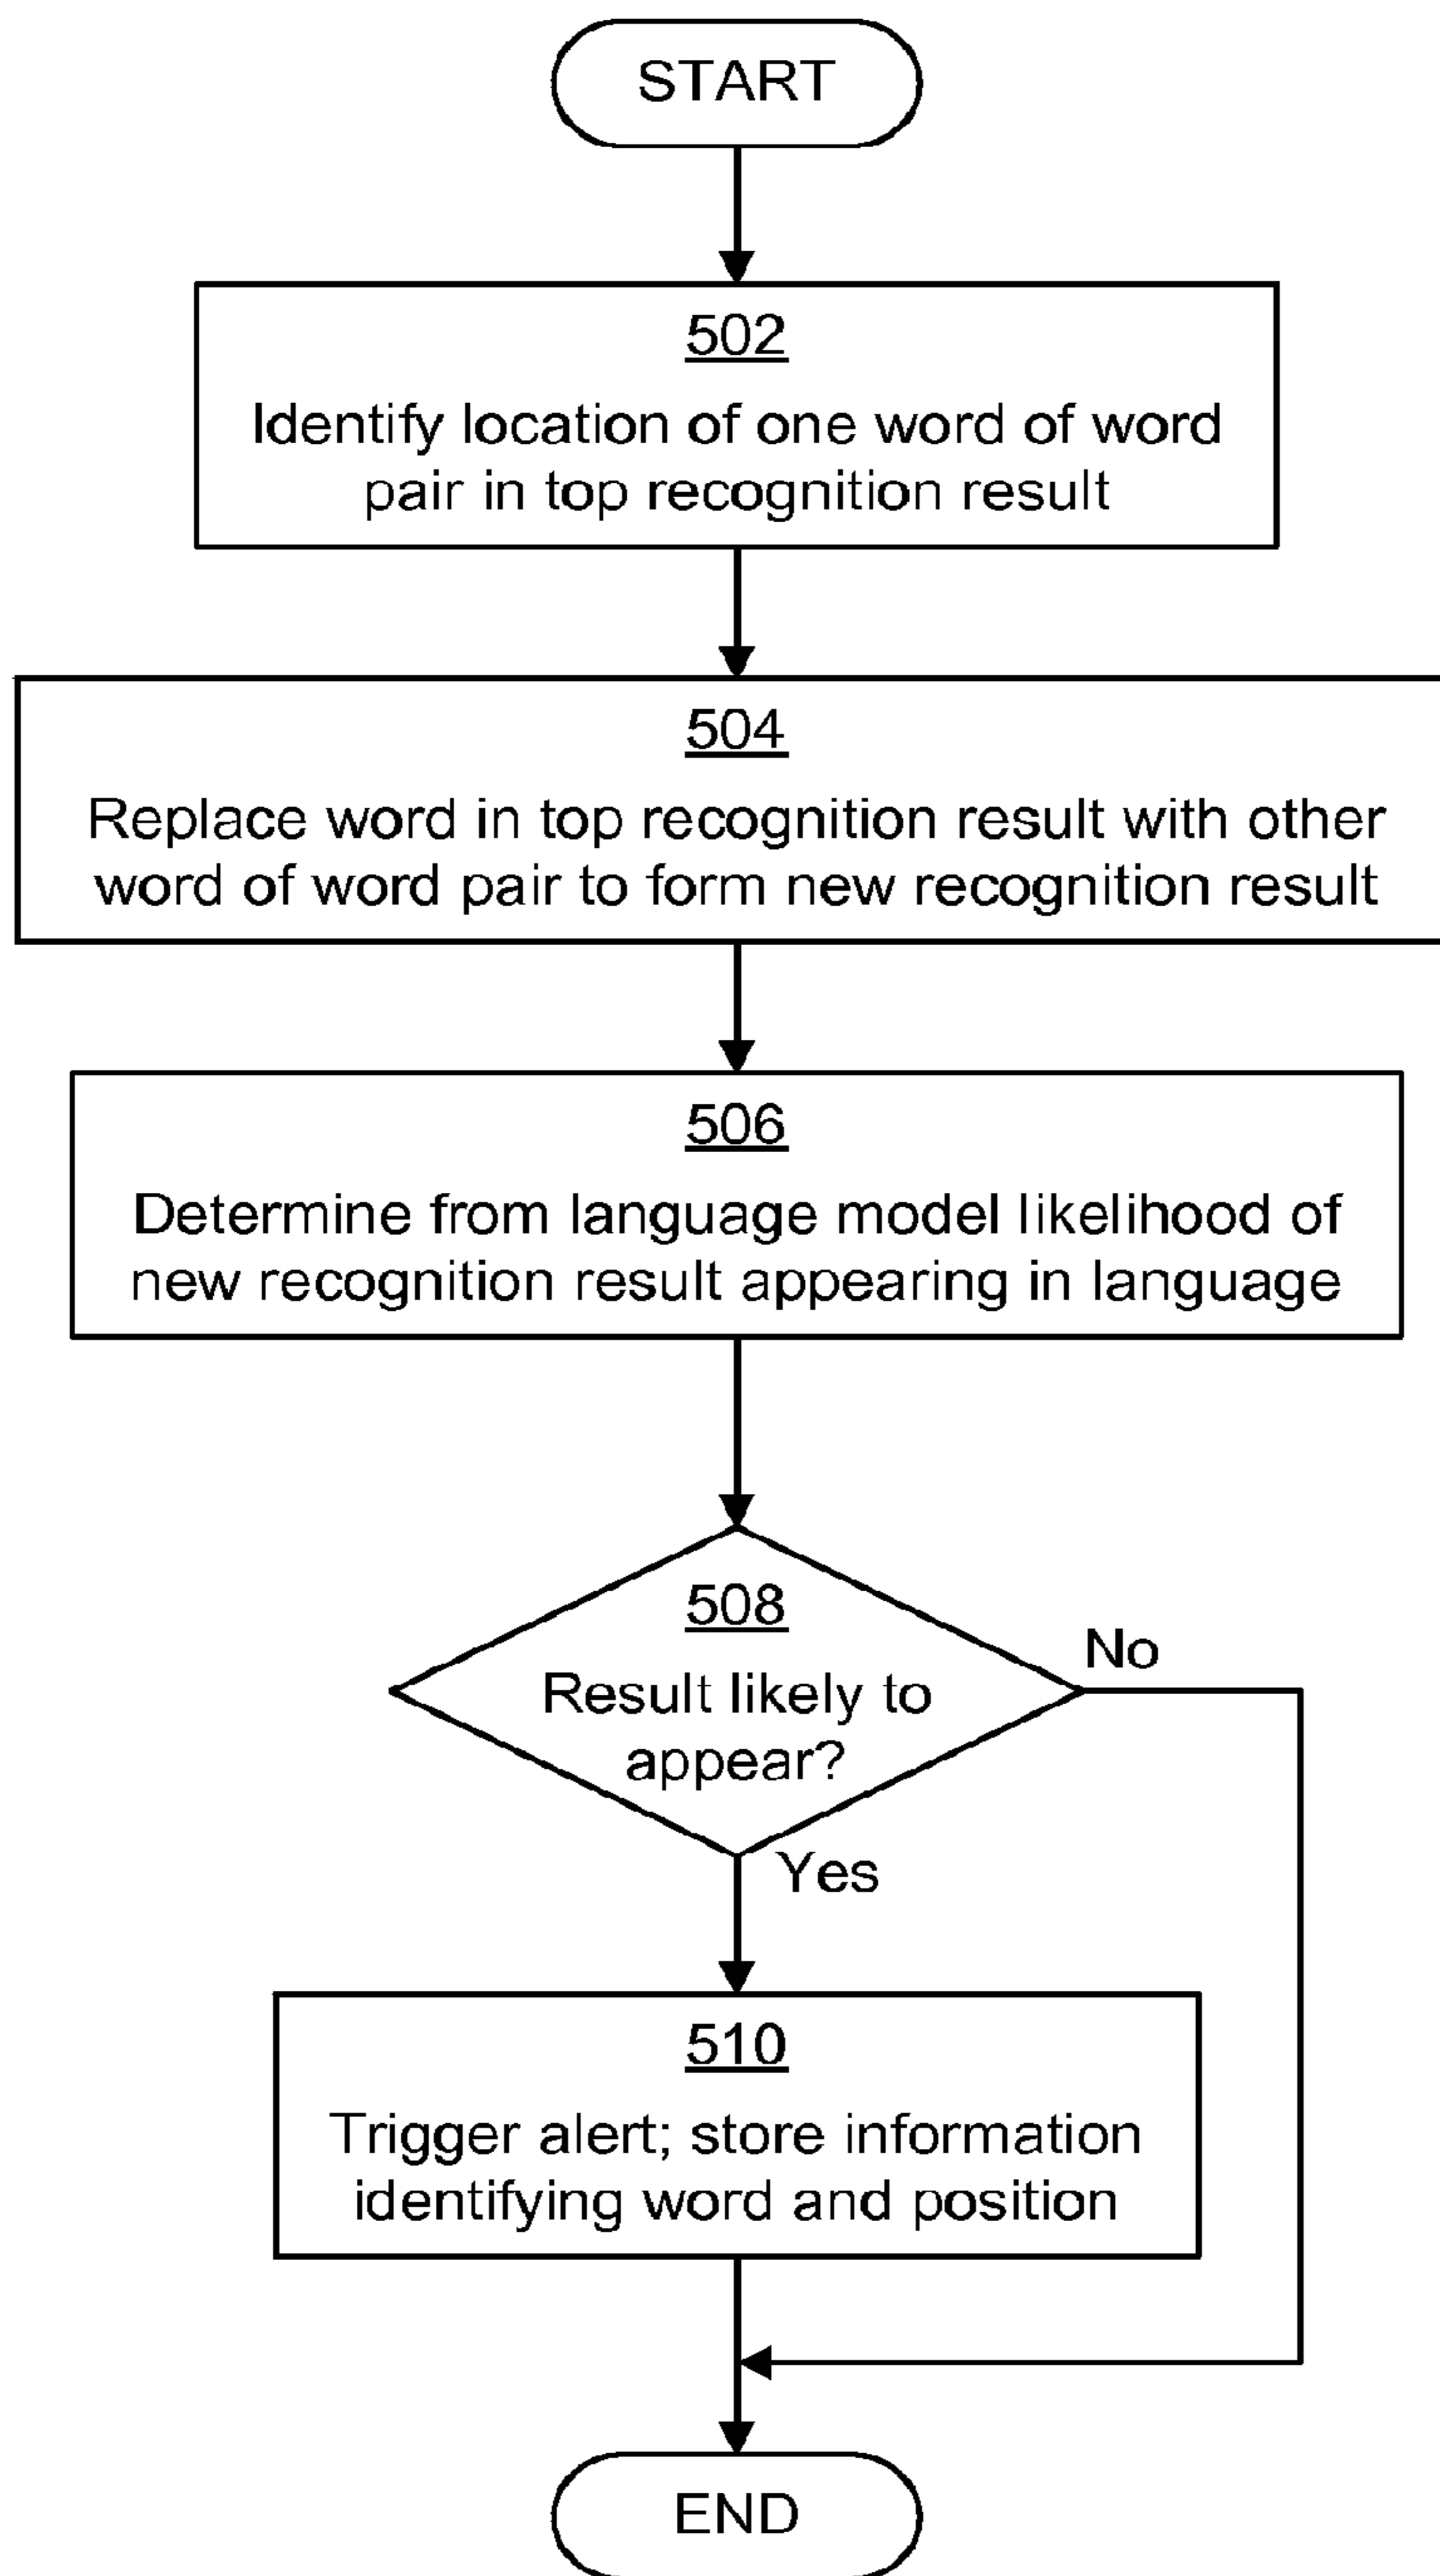 START
502
Identify location of one word of word
pair in top recognition result
504
Replace word in top recognition result with other
word of word pair to form new recognition result
506
Determine from language model likelihood of
new recognition result appearing in language
508
Result likely to
appear?
No
Yes
510
Trigger alert; store information
identifying word and position
END